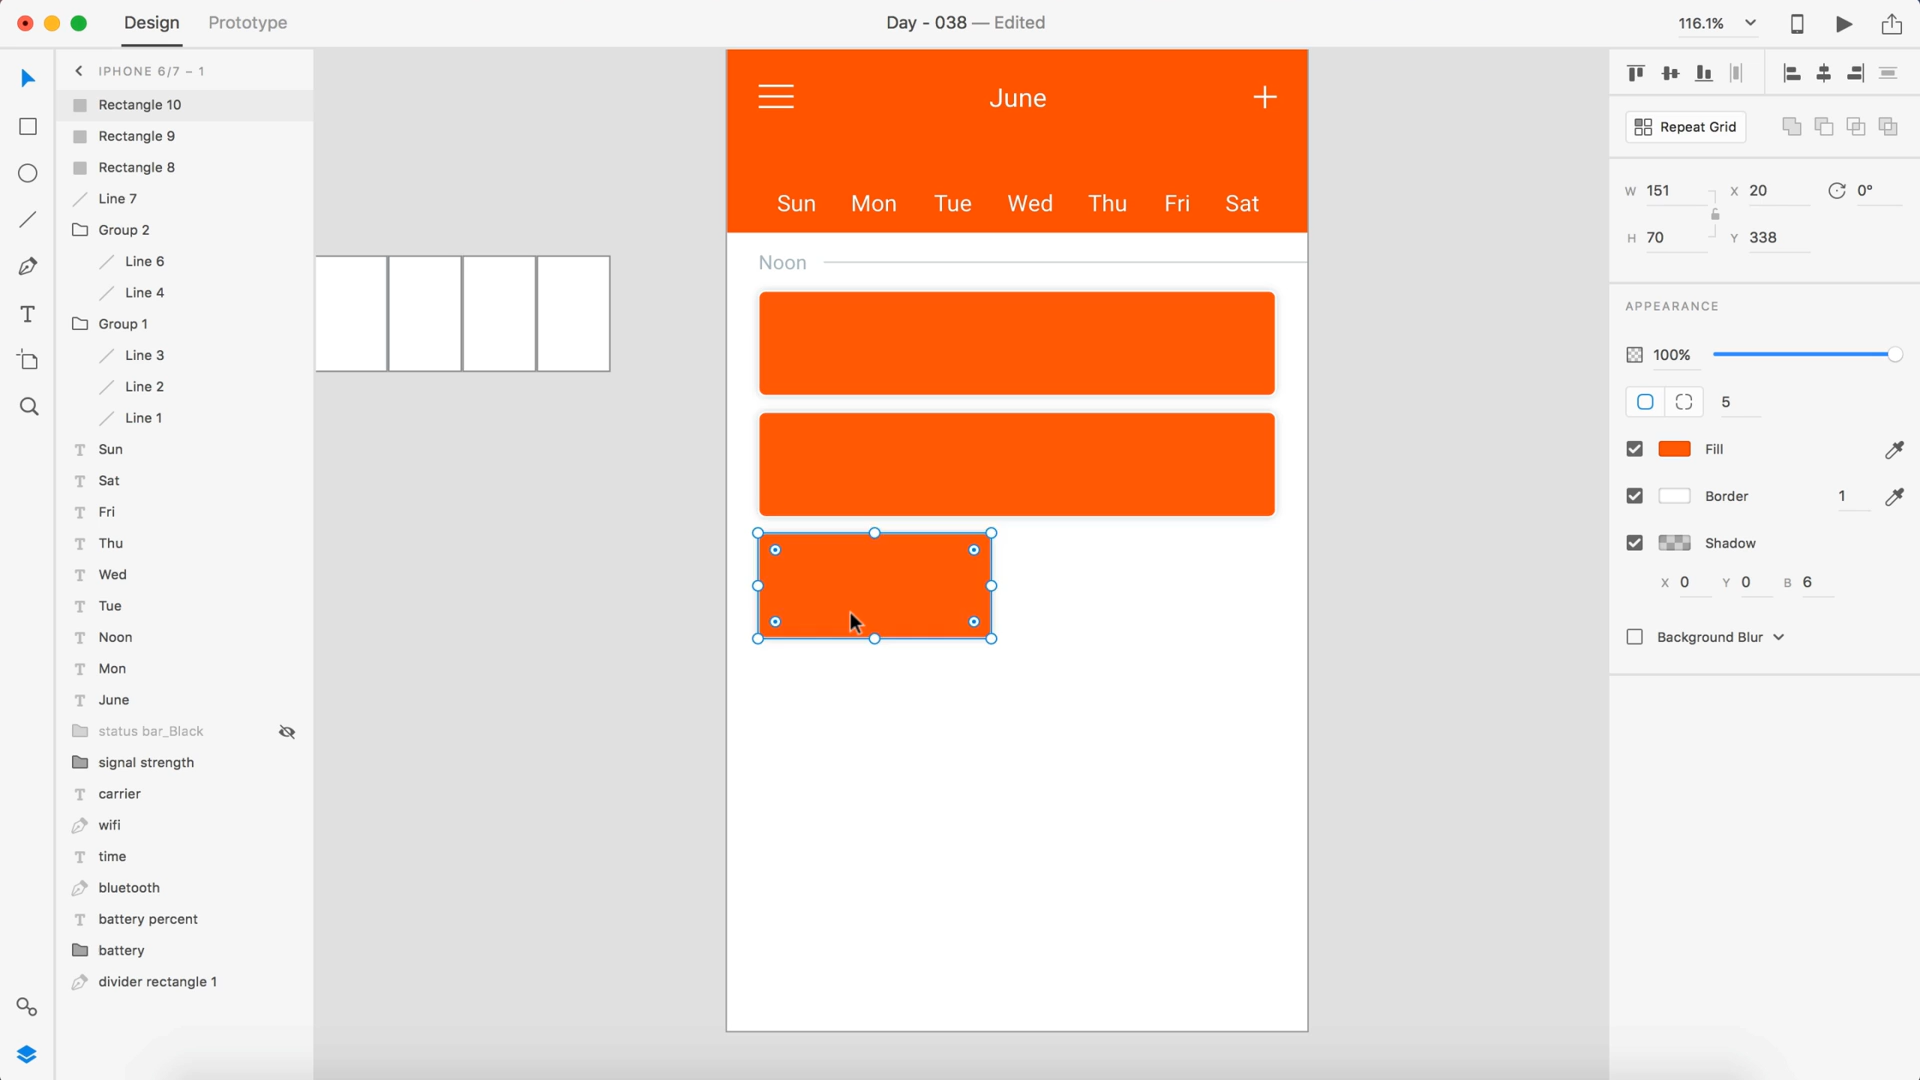 Design
Prototype
Day - 038 — Edited
116.1%
IPHONE 6/7 – 1
Rectangle 10
Rectangle 9
Rectangle 8
Line 7
Group 2
Line 6
Line 4
Group 1
Line 3
Line 2
Line 1
Sun
Sat
Fri
Thu
Wed
Tue
Noon
Mon
June
status bar_Black
signal strength
carrier
wifi
time
bluetooth
battery percent
battery
divider rectangle 1
June
Sun Mon Tue Wed Thu Fri Sat
Noon
Repeat Grid
W 151 X 20 0°
H 70 Y 338
APPEARANCE
100%
5
Fill
Border 1
Shadow
X 0 Y 0 B 6
Background Blur